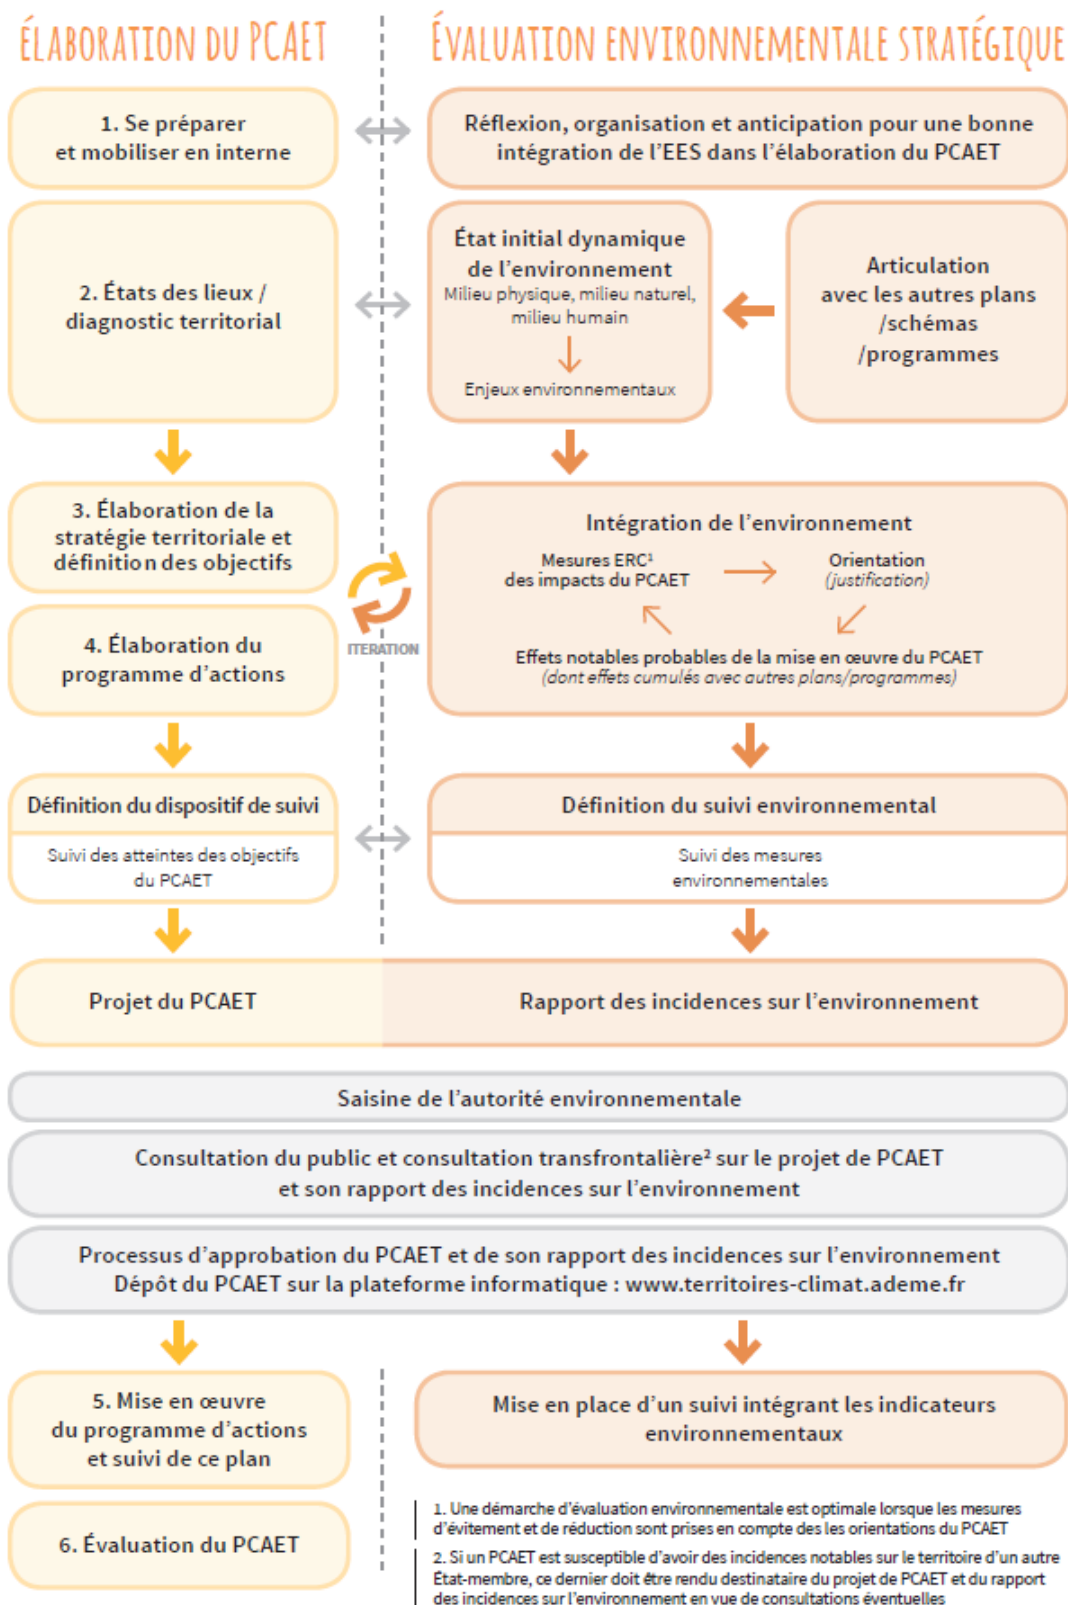 ÉLABORATION DU PCAET
ÉVALUATION ENVIRONNEMENTALE STRATÉGIQUE
1. Se préparer
et mobiliser en interne
Réflexion, organisation et anticipation pour une bonne
intégration de l'EES dans l'élaboration du PCAET
2. États des lieux /
diagnostic territorial
État initial dynamique
de l'environnement
Milieu physique, milieu naturel,
milieu humain
Enjeux environnementaux
Articulation
avec les autres plans
/schémas
/programmes
3. Élaboration de la
stratégie territoriale et
définition des objectifs
4. Élaboration du
programme d'actions
ITERATION
Intégration de l'environnement
Mesures ERC¹
des impacts du PCAET
Orientation
(justification)
Effets notables probables de la mise en œuvre du PCAET
(dont effets cumulés avec autres plans/programmes)
Définition du dispositif de suivi
Suivi des atteintes des objectifs
du PCAET
Définition du suivi environnemental
Suivi des mesures
environnementales
Projet du PCAET
Rapport des incidences sur l'environnement
Saisine de l'autorité environnementale
Consultation du public et consultation transfrontalière² sur le projet de PCAET
et son rapport des incidences sur l'environnement
Processus d'approbation du PCAET et de son rapport des incidences sur l'environnement
Dépôt du PCAET sur la plateforme informatique : www.territoires-climat.ademe.fr
5. Mise en œuvre
du programme d'actions
et suivi de ce plan
Mise en place d'un suivi intégrant les indicateurs
environnementaux
6. Évaluation du PCAET
1. Une démarche d'évaluation environnementale est optimale lorsque les mesures
d'évitement et de réduction sont prises en compte des les orientations du PCAET
2. Si un PCAET est susceptible d'avoir des incidences notables sur le territoire d'un autre
État-membre, ce dernier doit être rendu destinataire du projet de PCAET et du rapport
des incidences sur l'environnement en vue de consultations éventuelles